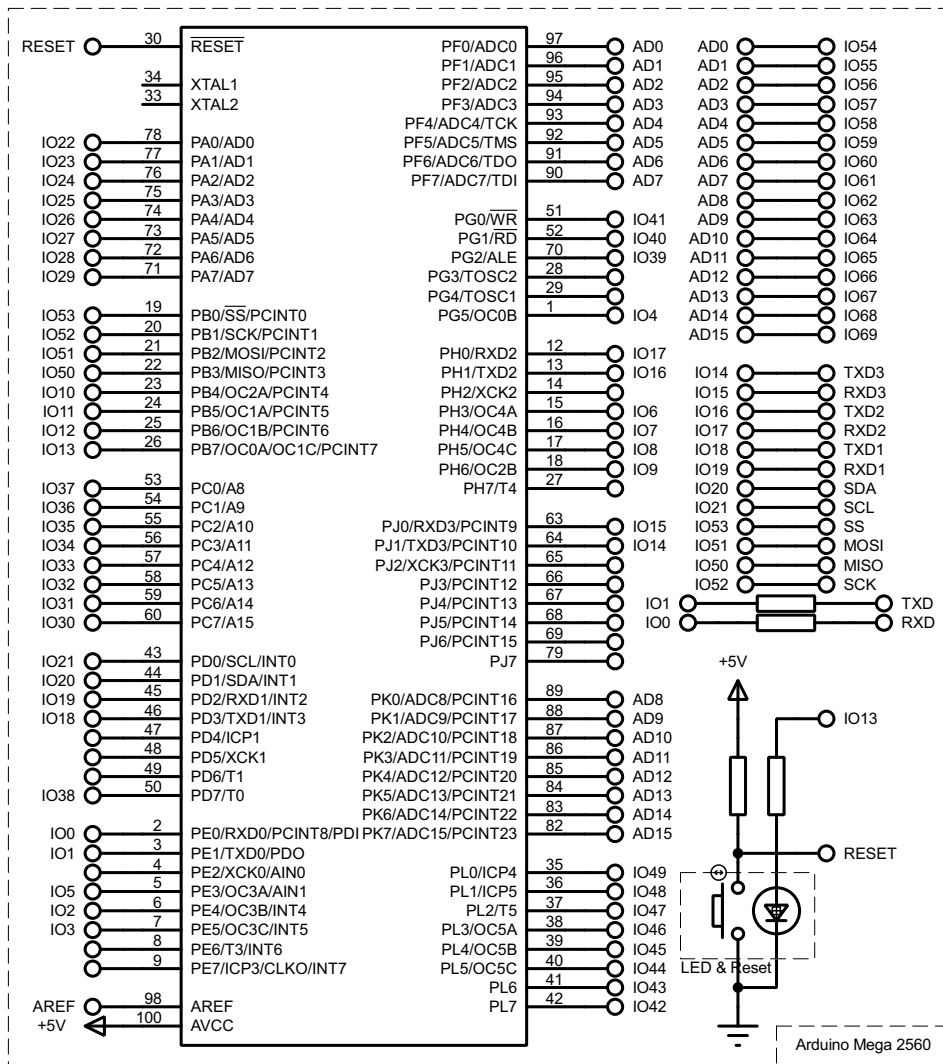 RESET 30 RESET PF0/ADC0 97 AD0 AD0 IO54
PF1/ADC1 96 AD1 AD1 IO55
34 XTAL1 PF2/ADC2 95 AD2 AD2 IO56
33 XTAL2 PF3/ADC3 94 AD3 AD3 IO57
PF4/ADC4/TCK 93 AD4 AD4 IO58
IO22 78 PA0/AD0 PF5/ADC5/TMS 92 AD5 AD5 IO59
IO23 77 PA1/AD1 PF6/ADC6/TDO 91 AD6 AD6 IO60
IO24 76 PA2/AD2 PF7/ADC7/TDI 90 AD7 AD7 IO61
IO25 75 PA3/AD3 AD8 IO62
IO26 74 PA4/AD4 PG0/WR 51 IO41 AD9 IO63
IO27 73 PA5/AD5 PG1/RD 52 IO40 AD10 IO64
IO28 72 PA6/AD6 PG2/ALE 70 IO39 AD11 IO65
IO29 71 PA7/AD7 PG3/TOSC2 28 AD12 IO66
PG4/TOSC1 29 AD13 IO67
IO53 19 PB0/SS/PCINT0 PG5/OC0B 1 IO4 AD14 IO68
IO52 20 PB1/SCK/PCINT1 AD15 IO69
IO51 21 PB2/MOSI/PCINT2 PH0/RXD2 12 IO17
IO50 22 PB3/MISO/PCINT3 PH1/TXD2 13 IO16 IO14 TXD3
IO10 23 PB4/OC2A/PCINT4 PH2/XCK2 14 IO15 RXD3
IO11 24 PB5/OC1A/PCINT5 PH3/OC4A 15 IO6 IO16 TXD2
IO12 25 PB6/OC1B/PCINT6 PH4/OC4B 16 IO7 IO17 RXD2
IO13 26 PB7/OC0A/OC1C/PCINT7 PH5/OC4C 17 IO8 IO18 TXD1
PH6/OC2B 18 IO9 IO19 RXD1
IO37 53 PC0/A8 PH7/T4 27 IO20 SDA
IO36 54 PC1/A9 IO21 SCL
IO35 55 PC2/A10 PJ0/RXD3/PCINT9 63 IO15 IO53 SS
IO34 56 PC3/A11 PJ1/TXD3/PCINT10 64 IO14 IO51 MOSI
IO33 57 PC4/A12 PJ2/XCK3/PCINT11 65 IO50 MISO
IO32 58 PC5/A13 PJ3/PCINT12 66 IO52 SCK
IO31 59 PC6/A14 PJ4/PCINT13 67 IO1 TXD
IO30 60 PC7/A15 PJ5/PCINT14 68 IO0 RXD
PJ6/PCINT15 69
IO21 43 PD0/SCL/INT0 PJ7 79 +5V
IO20 44 PD1/SDA/INT1
IO19 45 PD2/RXD1/INT2 PK0/ADC8/PCINT16 89 AD8
IO18 46 PD3/TXD1/INT3 PK1/ADC9/PCINT17 88 AD9 IO13
47 PD4/ICP1 PK2/ADC10/PCINT18 87 AD10
48 PD5/XCK1 PK3/ADC11/PCINT19 86 AD11
49 PD6/T1 PK4/ADC12/PCINT20 85 AD12
IO38 50 PD7/T0 PK5/ADC13/PCINT21 84 AD13
PK6/ADC14/PCINT22 83 AD14
IO0 2 PE0/RXD0/PCINT8/PDI PK7/ADC15/PCINT23 82 AD15
IO1 3 PE1/TXD0/PDO RESET
4 PE2/XCK0/AIN0 PL0/ICP4 35 IO49
IO5 5 PE3/OC3A/AIN1 PL1/ICP5 36 IO48
IO2 6 PE4/OC3B/INT4 PL2/T5 37 IO47
IO3 7 PE5/OC3C/INT5 PL3/OC5A 38 IO46
8 PE6/T3/INT6 PL4/OC5B 39 IO45
9 PE7/ICP3/CLKO/INT7 PL5/OC5C 40 IO44 LED & Reset
PL6 41 IO43
AREF 98 AREF PL7 42 IO42
+5V 100 AVCC
Arduino Mega 2560